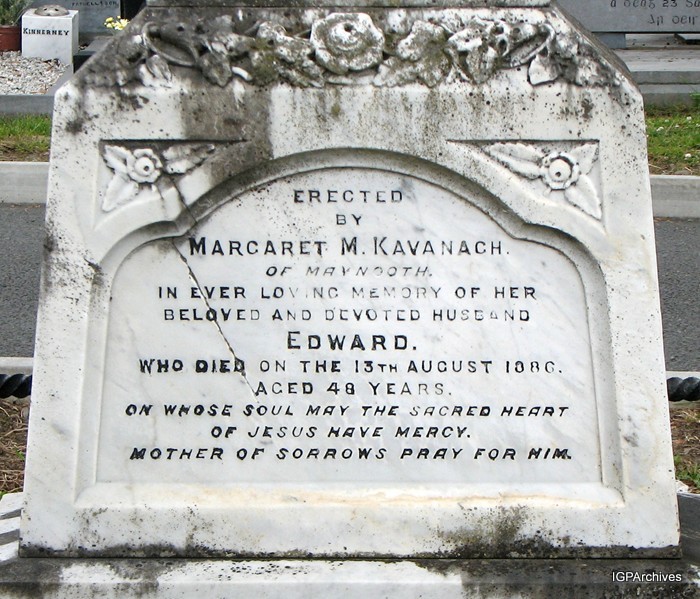 KINNERNEY
ERECTED
BY
MARGARET M. KAVANAGH.
OF MAYNOOTH.
IN EVER LOVING MEMORY OF HER
BELOVED AND DEVOTED HUSBAND
EDWARD.
WHO DIED ON THE 13TH AUGUST 1886.
AGED 48 YEARS.
ON WHOSE SOUL MAY THE SACRED HEART
OF JESUS HAVE MERCY.
MOTHER OF SORROWS PRAY FOR HIM.
IGPArchives